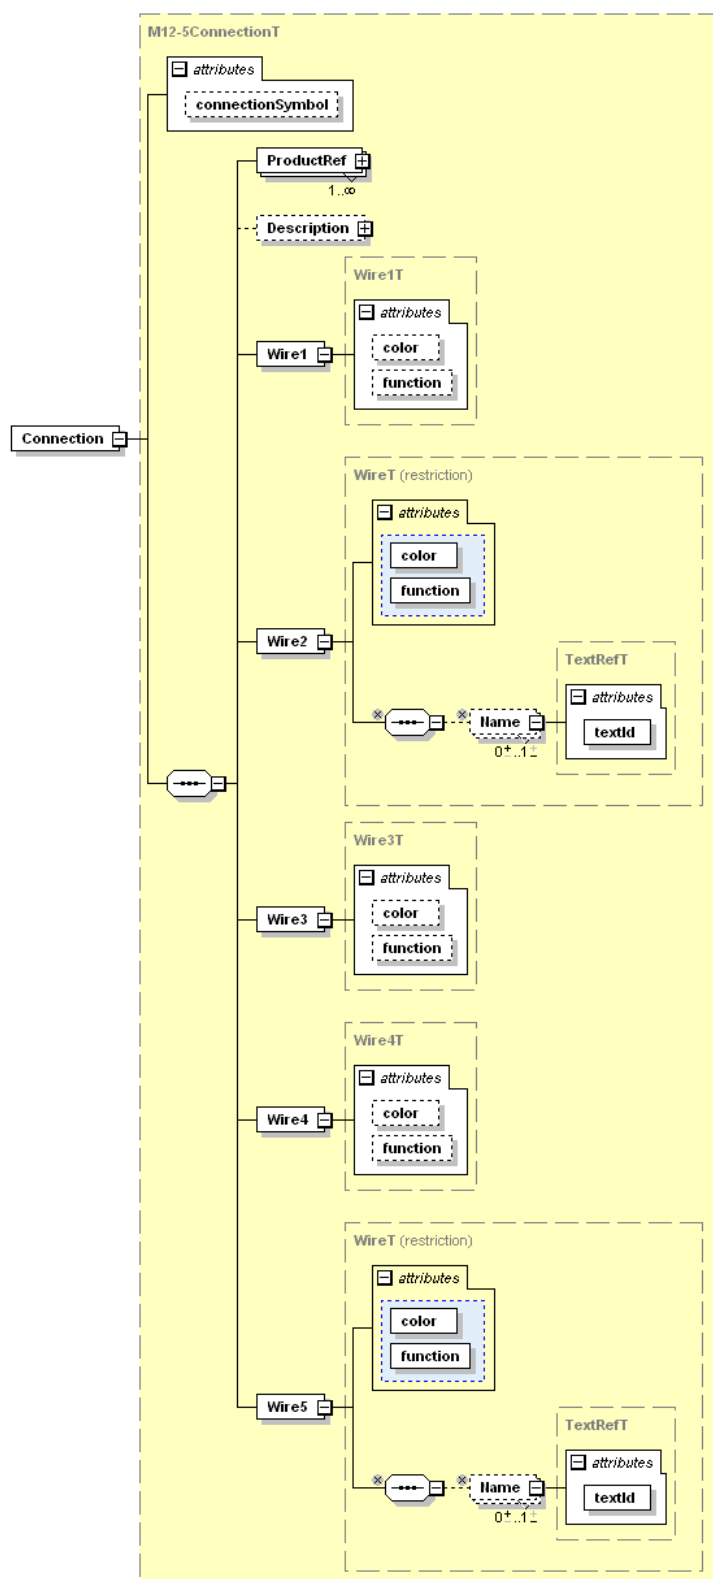 M12-5ConnectionT
attributes
connectionSymbol
ProductRef
1..∞
Description
Wire1T
attributes
color
function
Wire1
Connection
WireT (restriction)
attributes
color
function
Wire2
TextRefT
attributes
Name
textId
0±..1±
Wire3T
attributes
color
function
Wire3
Wire4T
attributes
color
function
Wire4
WireT (restriction)
attributes
color
function
Wire5
TextRefT
attributes
Name
textId
0±..1±